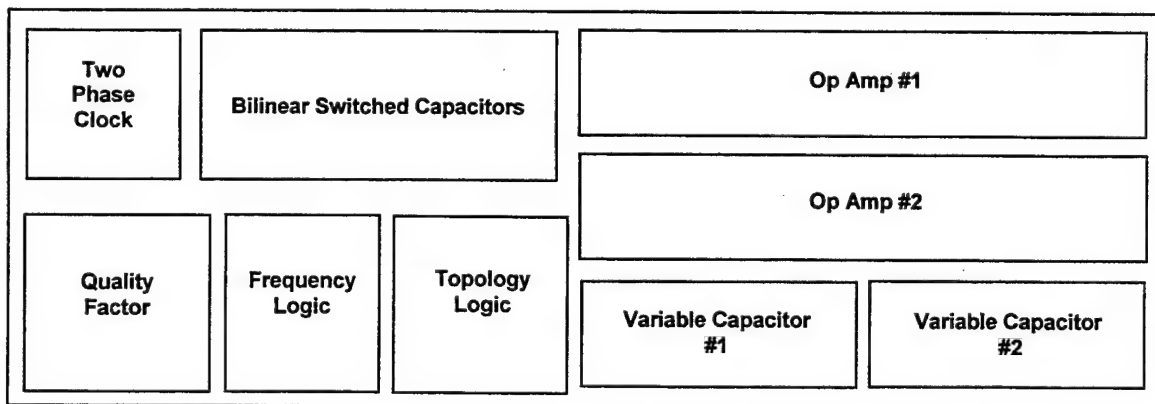 Two
Phase
Clock
Bilinear Switched Capacitors
Op Amp #1
Op Amp #2
Quality
Factor
Frequency
Logic
Topology
Logic
Variable Capacitor
#1
Variable Capacitor
#2